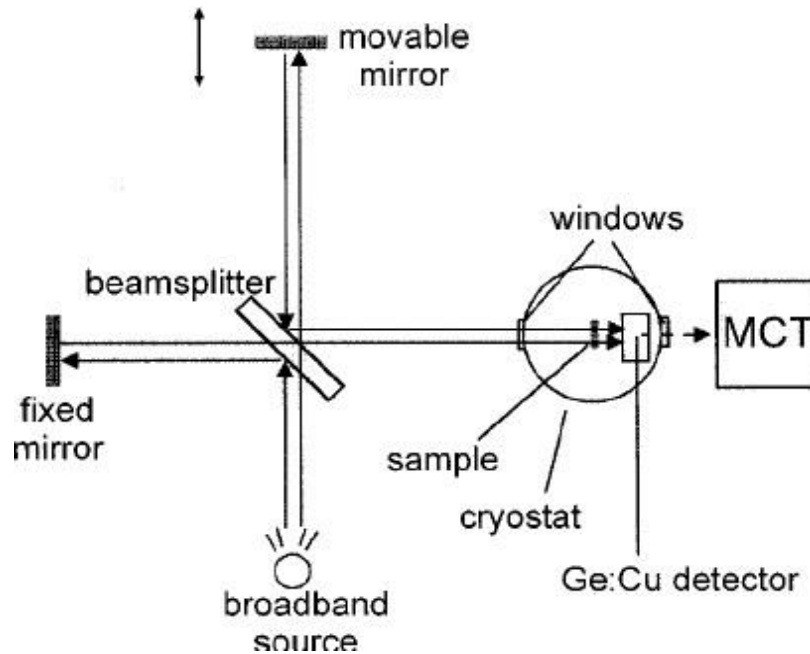 movable
mirror
windows
beamsplitter
MCT
fixed
mirror
sample
cryostat
Ge:Cu detector
broadband
source